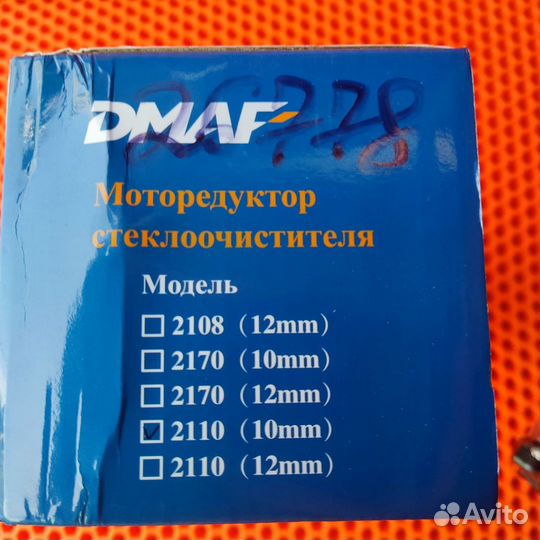 DMAF
Моторедуктор
стеклоочистителя
Модель
☐ 2108 (12mm)
☐ 2170 (10mm)
☐ 2170 (12mm)
☑ 2110 (10mm)
☐ 2110 (12mm)
Avito